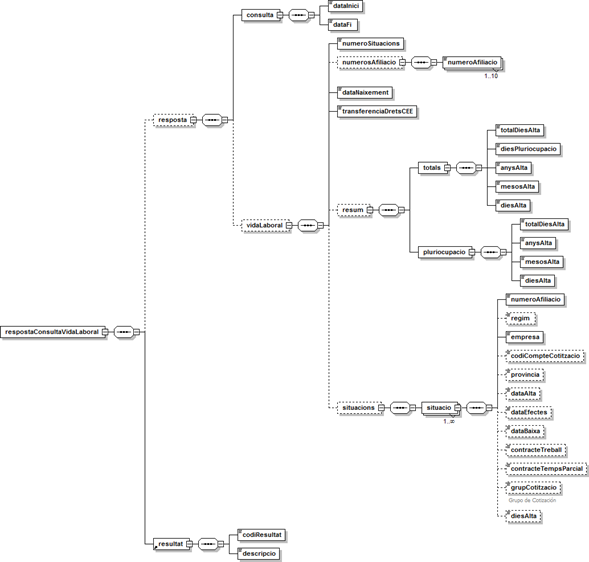 dataInici
consulta
dataFi
numeroSituacions
numerosAfiliacio
numeroAfiliacio
1..10
dataNaixement
transferenciaDretsCEE
resposta
totalDiesAlta
diesPluriocupacio
totals
anysAlta
mesosAlta
diesAlta
resum
vidaLaboral
totalDiesAlta
anysAlta
pluriocupacio
mesosAlta
diesAlta
numeroAfiliacio
regim
respostaConsultaVidaLaboral
empresa
codiCompteCotitzacio
provincia
dataAlta
situacions
situacio
1..∞
dataEfectes
dataBaixa
contracteTreball
contracteTempsParcial
grupCotitzacio
Grupo de Cotización
diesAlta
codiResultat
resultat
descripcio